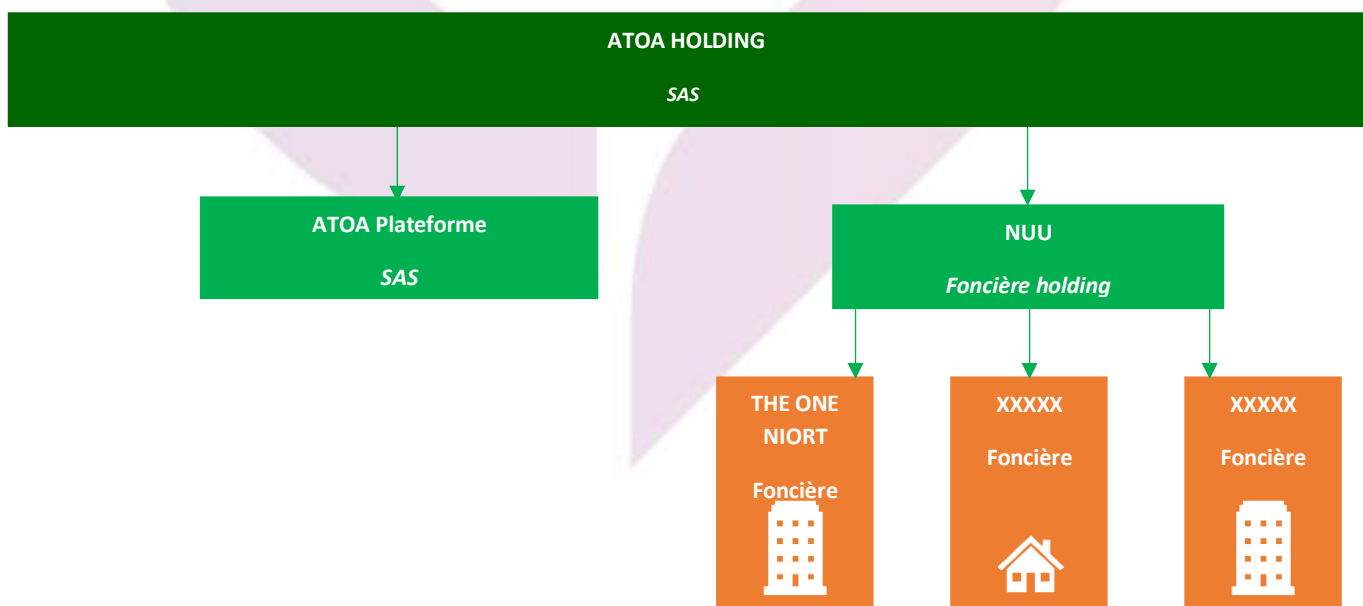 ATOA HOLDING
SAS
ATOA Plateforme
SAS
NUU
Foncière holding
THE ONE
NIORT
Foncière
XXXXX
Foncière
XXXXX
Foncière